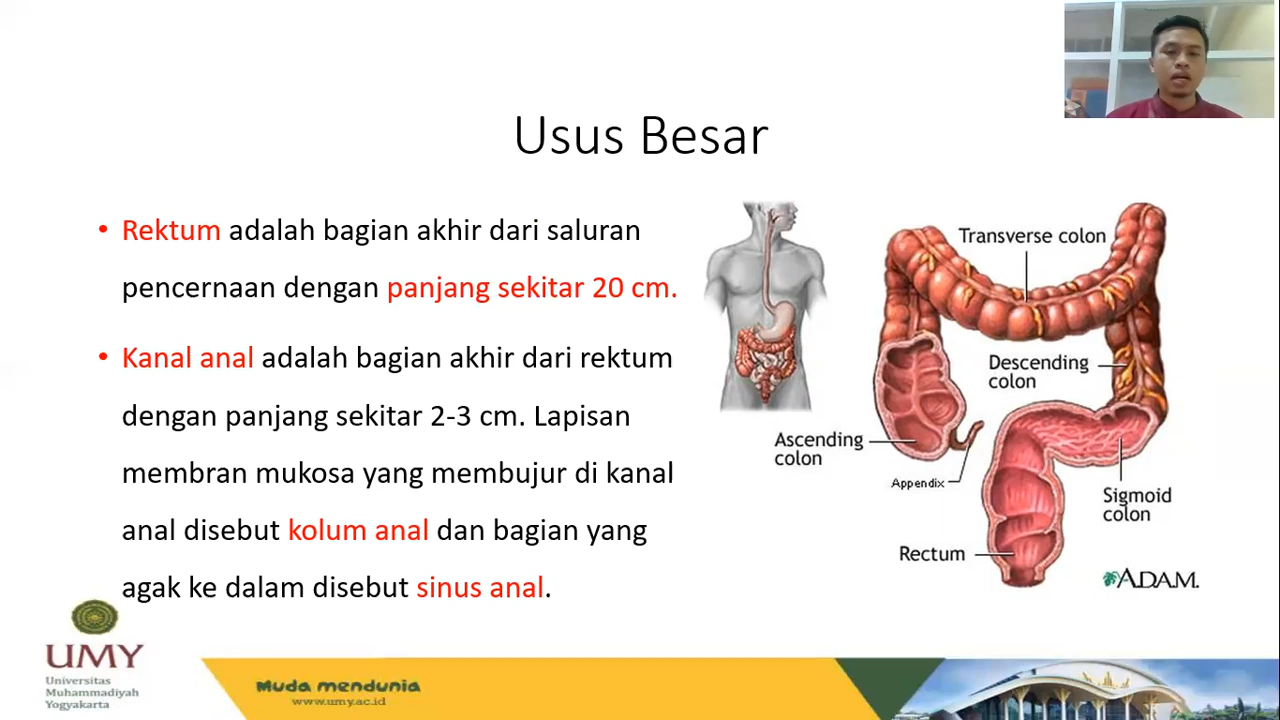 Usus Besar
• Rektum adalah bagian akhir dari saluran
pencernaan dengan panjang sekitar 20 cm.
• Kanal anal adalah bagian akhir dari rektum
dengan panjang sekitar 2-3 cm. Lapisan
membran mukosa yang membujur di kanal
anal disebut kolum anal dan bagian yang
agak ke dalam disebut sinus anal.
Transverse colon
Descending
colon
Ascending
colon
Appendix
Sigmoid
colon
Rectum
A.D.A.M.
UMY
Universitas
Muhammadiyah
Yogyakarta
Muda mendunia
www.umy.ac.id